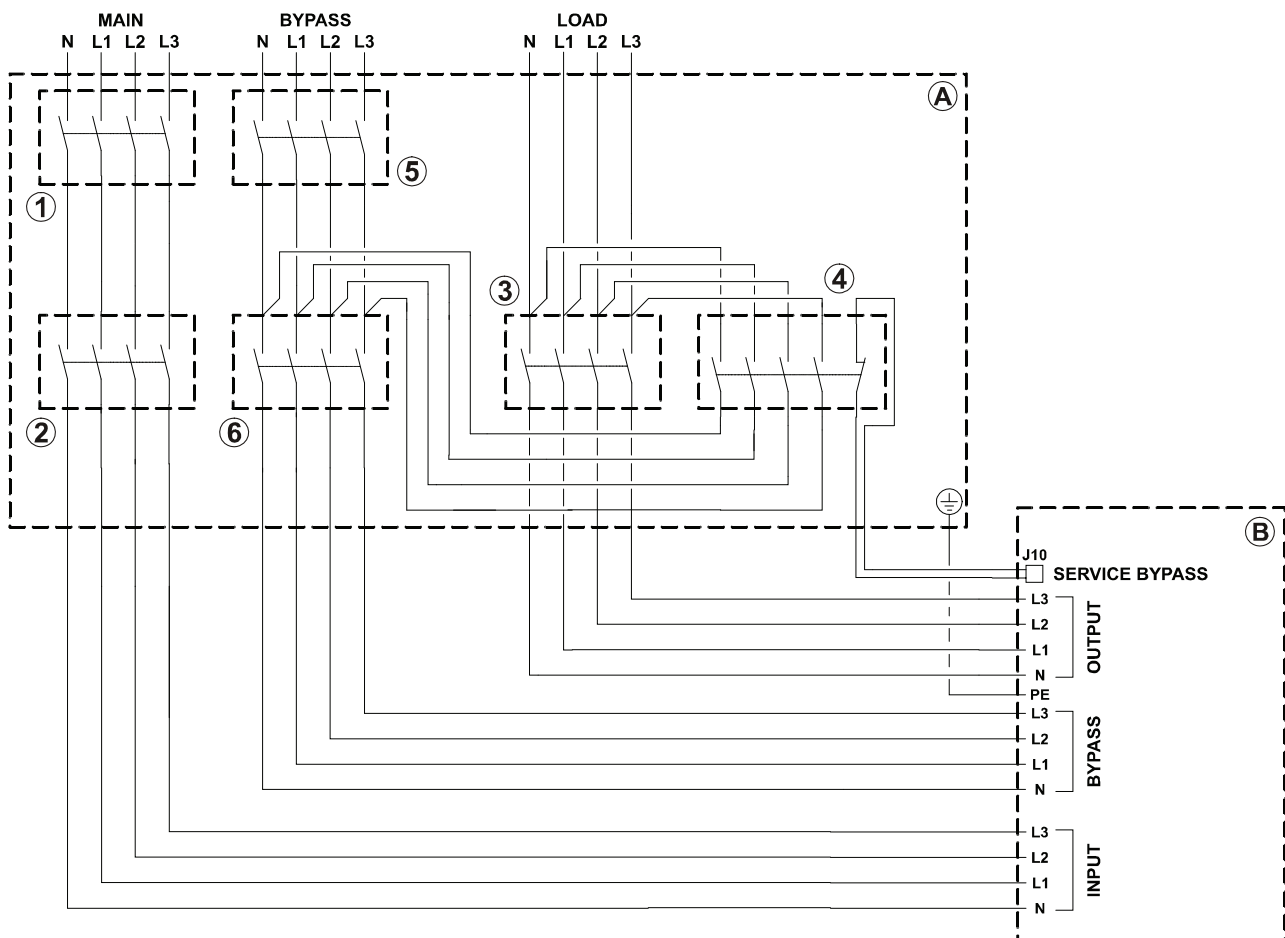 MAIN BYPASS LOAD
N L1 L2 L3 N L1 L2 L3 N L1 L2 L3
A
5
1
4
3
2
6
B
J10
SERVICE BYPASS
L3
L2
L1
N
OUTPUT
PE
L3
L2
L1
N
BYPASS
L3
L2
L1
N
INPUT